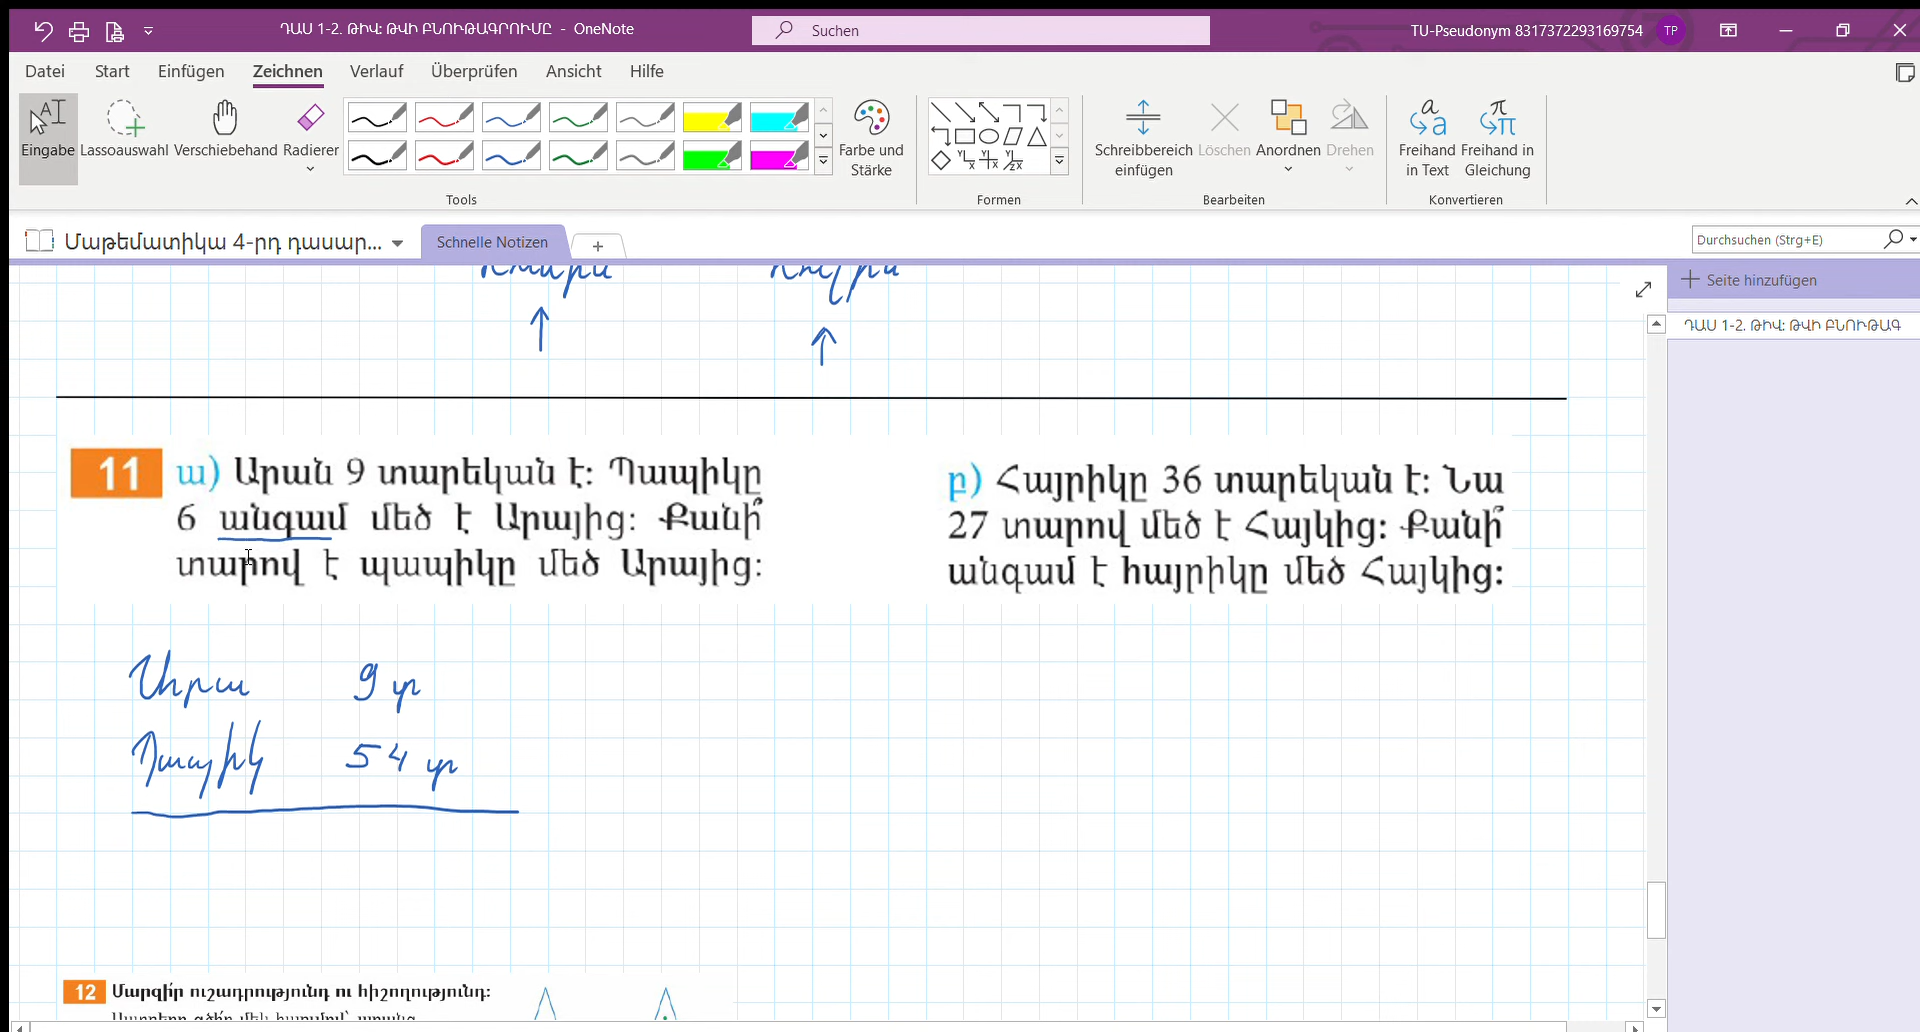 ԴԱՍ 1-2. ԹԻՎ: ԹՎԻ ԲՆՈՒԹԱԳՐՈՒՄԸ - OneNote
Suchen
TU-Pseudonym 8317372293169754 TP
Datei Start Einfügen Zeichnen Verlauf Überprüfen Ansicht Hilfe
Eingabe Lassoauswahl Verschiebehand Radierer
Farbe und Stärke
Schreibbereich einfügen Löschen Anordnen Drehen
Freihand in Text Freihand in Gleichung
Tools Formen Bearbeiten Konvertieren
Մաթեմատիկա 4-րդ դասար... Schnelle Notizen
Durchsuchen (Strg+E)
Seite hinzufügen
ԴԱՍ 1-2. ԹԻՎ: ԹՎԻ ԲՆՈՒԹԱԳ
11 ա) Արան 9 տարեկան է: Պապիկը
6 անգամ մեծ է Արայից: Քանի՞
տարով է պապիկը մեծ Արայից:
բ) Հայրիկը 36 տարեկան է: Նա
27 տարով մեծ է Հայկից: Քանի՞
անգամ է հայրիկը մեծ Հայկից:
Արա 9 տ
Պապիկ 54 տ
12 Մարզի՛ր ուշադրությունդ ու հիշողությունդ: